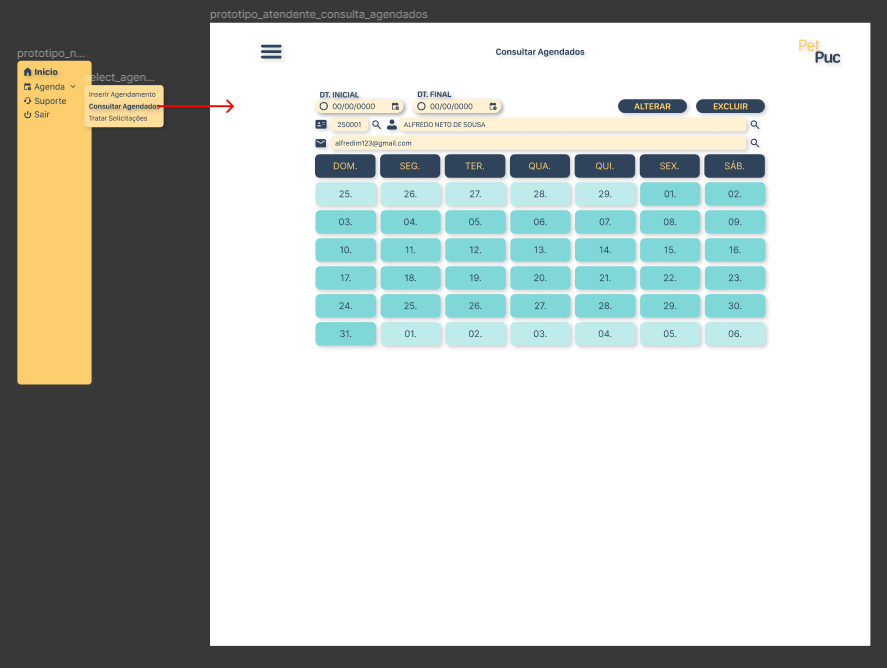 prototipo_atendente_consulta_agendados
prototipo_n...
Inicio
Agenda
Suporte
Sair
select_agen...
Inserir Agendamento
Consultar Agendados
Tratar Solicitações
Consultar Agendados
Pet
Puc
DT. INICIAL DT. FINAL
00/00/0000 00/00/0000 ALTERAR EXCLUIR
250001 ALFREDO NETO DE SOUSA
alfredim123@gmail.com
DOM. SEG. TER. QUA. QUI. SEX. SÁB.
25. 26. 27. 28. 29. 01. 02.
03. 04. 05. 06. 07. 08. 09.
10. 11. 12. 13. 14. 15. 16.
17. 18. 19. 20. 21. 22. 23.
24. 25. 26. 27. 28. 29. 30.
31. 01. 02. 03. 04. 05. 06.